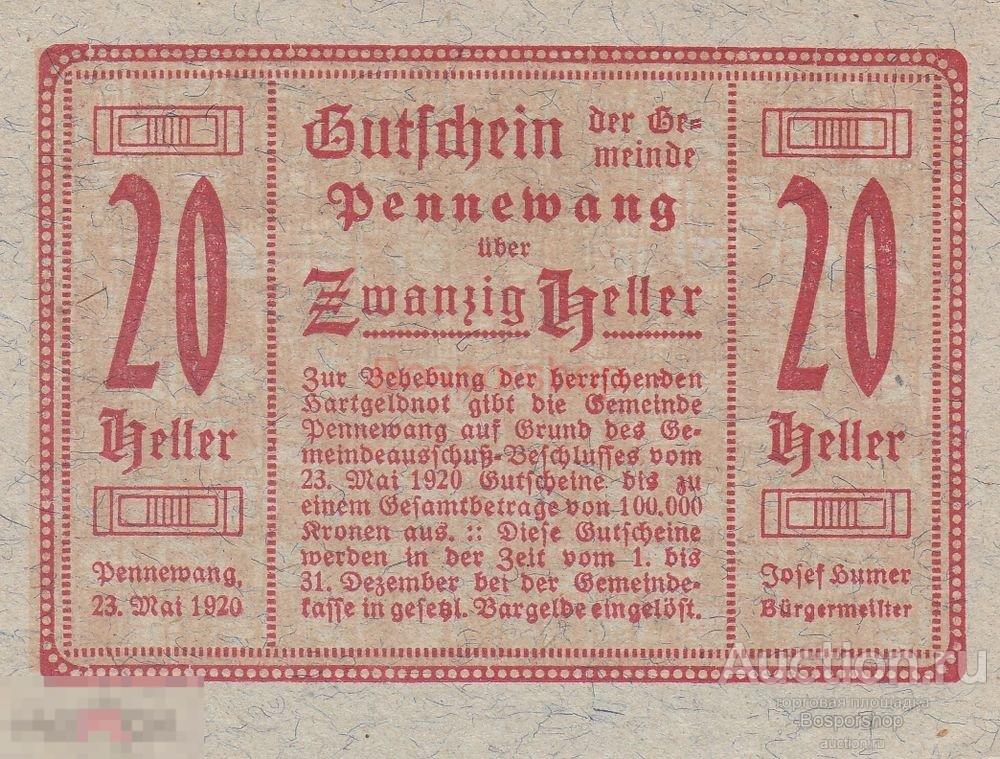 Gutschein der Ge=
meinde
Pennewang
über
Zwanzig Heller
20
Heller
Pennewang,
23. Mai 1920
Zur Behebung der herrschenden
Hartgeldnot gibt die Gemeinde
Pennewang auf Grund des Ge-
meindeausschuß-Beschlusses vom
23. Mai 1920 Gutscheine bis zu
einem Gesamtbetrage von 100.000
Kronen aus. :: Diese Gutscheine
werden in der Zeit vom 1. bis
31. Dezember bei der Gemeinde-
kasse in gesetzl. Bargelde eingelöst.
20
Heller
Josef Humer
Bürgermeister
Auction.ru
торговая площадка
-BosporShop
auction.ru